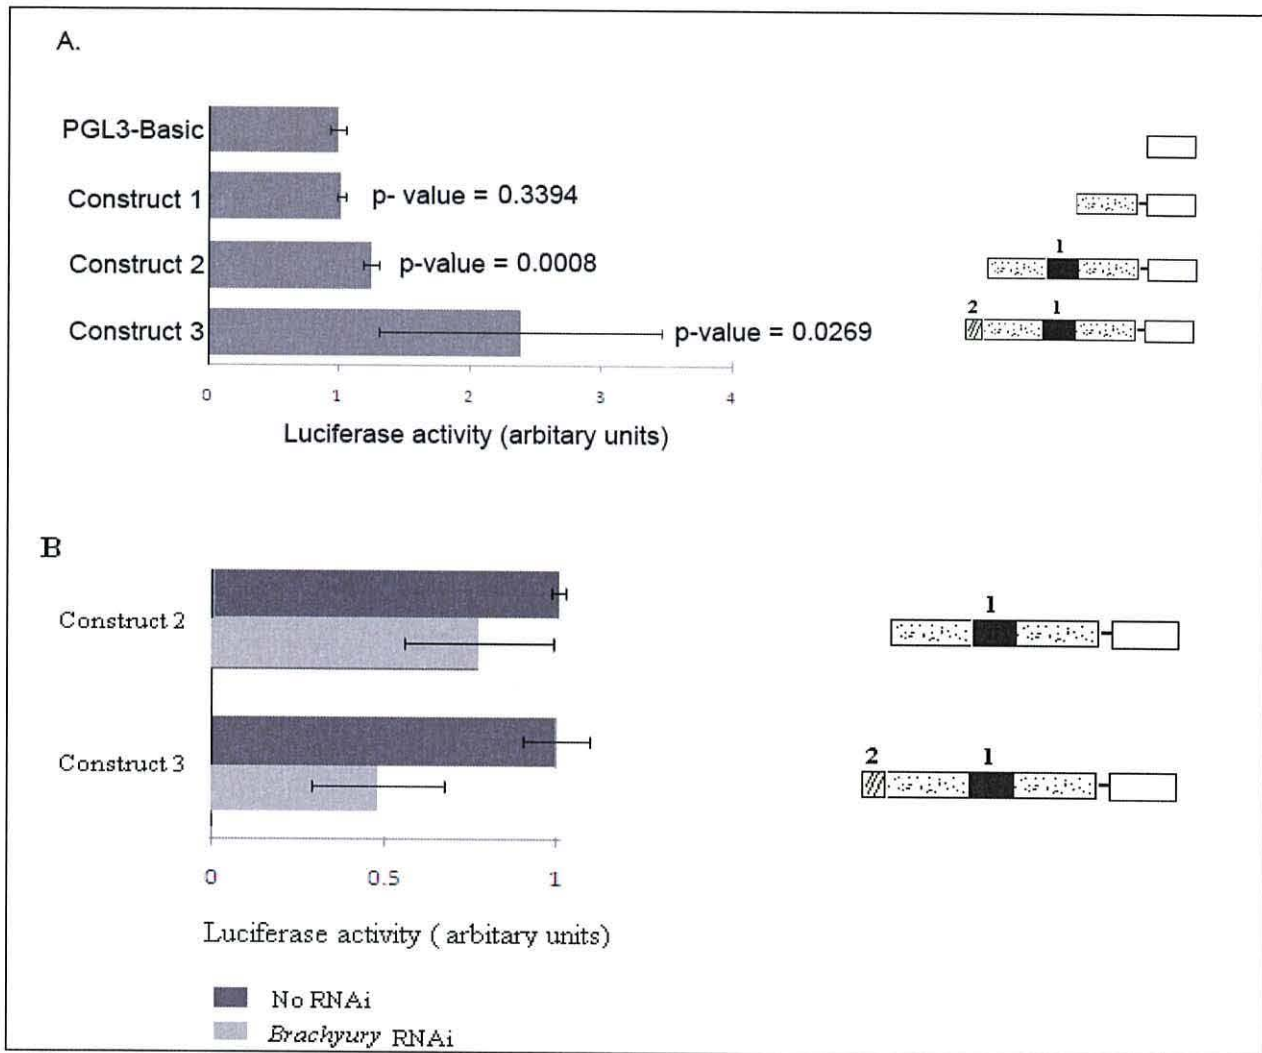 A.
PGL3-Basic
Construct 1 p- value = 0.3394
Construct 2 p-value = 0.0008
Construct 3 p-value = 0.0269
1
2 1
0 1 2 3 4
Luciferase activity (arbitary units)
B
Construct 2
1
Construct 3
2 1
0 0.5 1
Luciferase activity ( arbitary units)
No RNAi
Brachyury RNAi